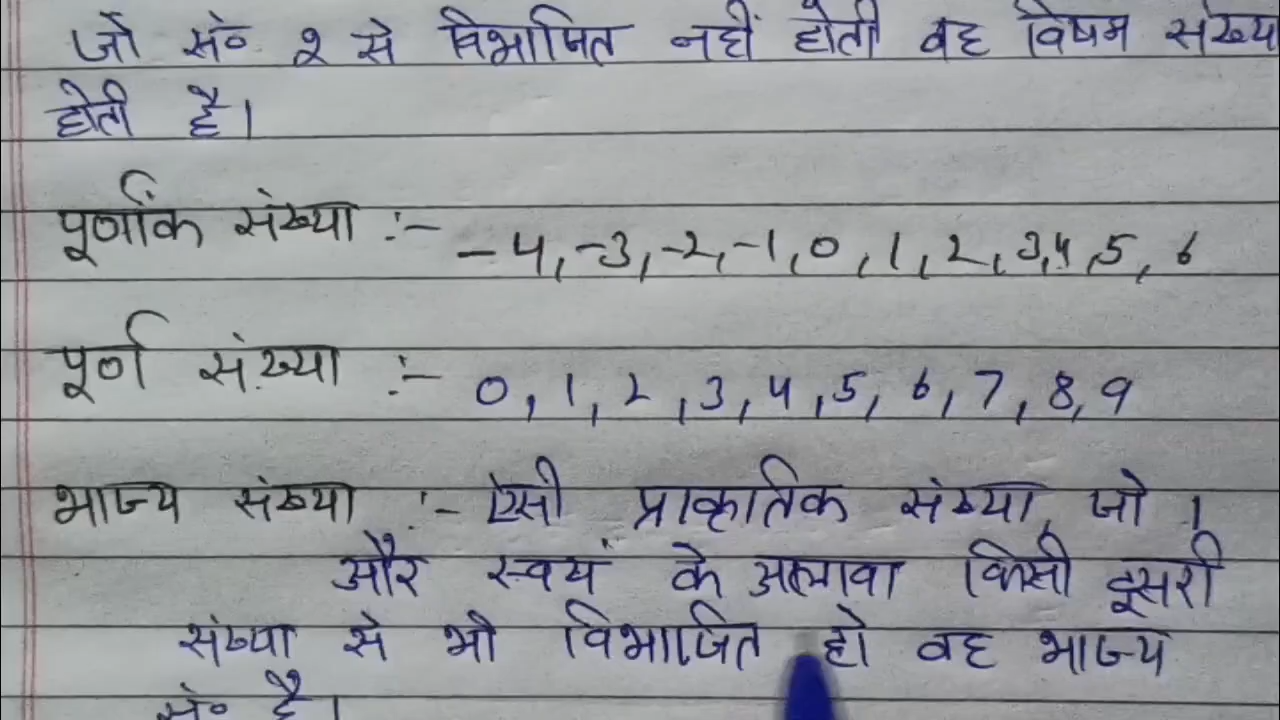 जो सं० २ से विभाजित नहीं होती वह विषम संख्या
होती है।
पूर्णांक संख्या :- -4, -3, -2, -1, 0, 1, 2, 3, 4, 5, 6
पूर्ण संख्या :- 0, 1, 2, 3, 4, 5, 6, 7, 8, 9
भाज्य संख्या :- ऐसी प्राकृतिक संख्या, जो 1
और स्वयं के अलावा किसी दूसरी
संख्या से भी विभाजित हो वह भाज्य
सं० है।